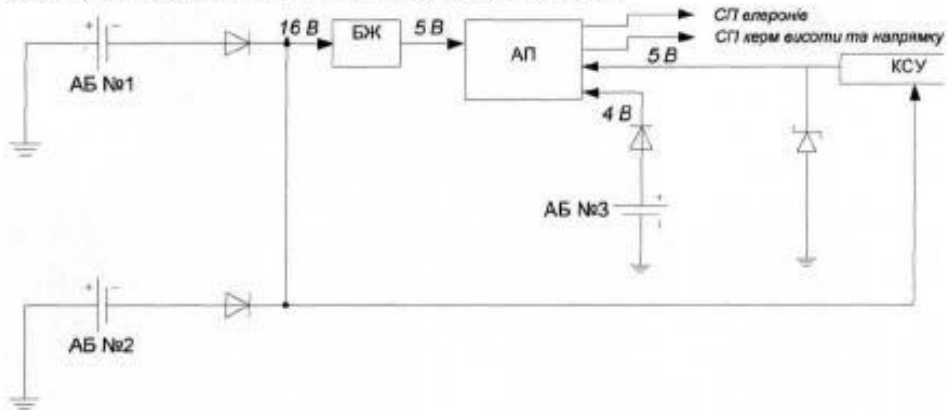 СП елеронів
16 В
БЖ
5 В
АП
СП керм висоти та напрямку
5 В
КСУ
АБ №1
4 В
АБ №3
АБ №2